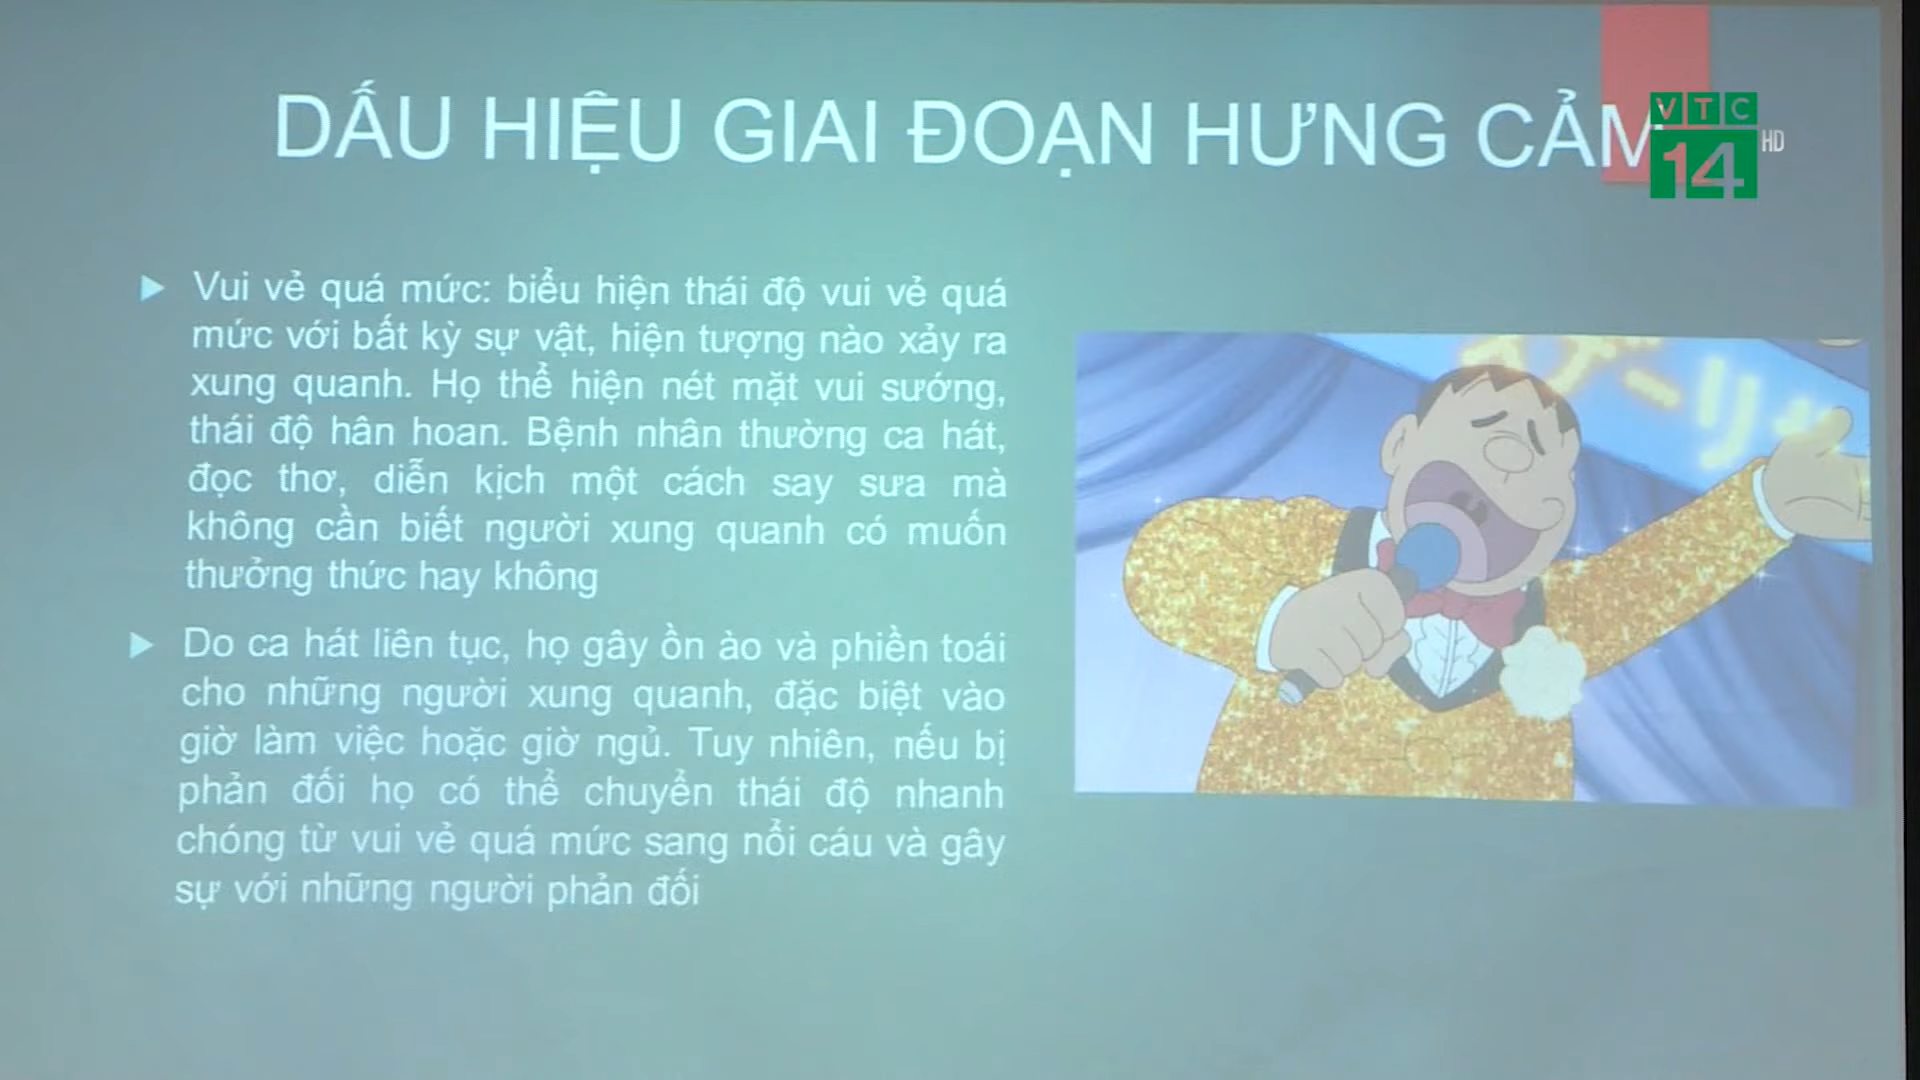 DẤU HIỆU GIAI ĐOẠN HƯNG CẢM
VTC
14
HD
Vui vẻ quá mức: biểu hiện thái độ vui vẻ quá
mức với bất kỳ sự vật, hiện tượng nào xảy ra
xung quanh. Họ thể hiện nét mặt vui sướng,
thái độ hân hoan. Bệnh nhân thường ca hát,
đọc thơ, diễn kịch một cách say sưa mà
không cần biết người xung quanh có muốn
thưởng thức hay không
Do ca hát liên tục, họ gây ồn ào và phiền toái
cho những người xung quanh, đặc biệt vào
giờ làm việc hoặc giờ ngủ. Tuy nhiên, nếu bị
phản đối họ có thể chuyển thái độ nhanh
chóng từ vui vẻ quá mức sang nổi cáu và gây
sự với những người phản đối